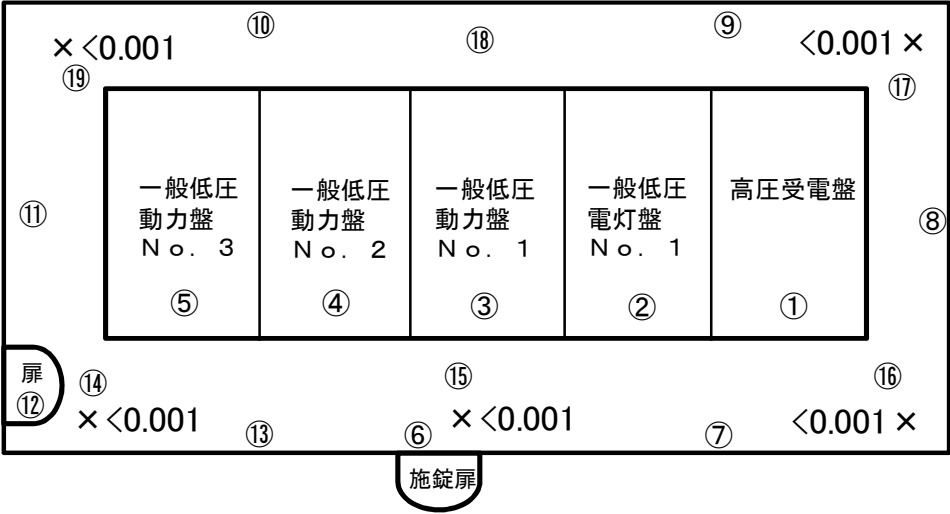 ⑩
⑱
⑨
×<0.001
<0.001×
⑲
⑰
一般低圧
動力盤
No. 3
⑤
一般低圧
動力盤
No. 2
④
一般低圧
動力盤
No. 1
③
一般低圧
電灯盤
No. 1
②
高圧受電盤
①
⑪
⑧
扉
⑫
⑭
×<0.001
⑮
×<0.001
⑯
<0.001×
⑬
⑥
⑦
施錠扉